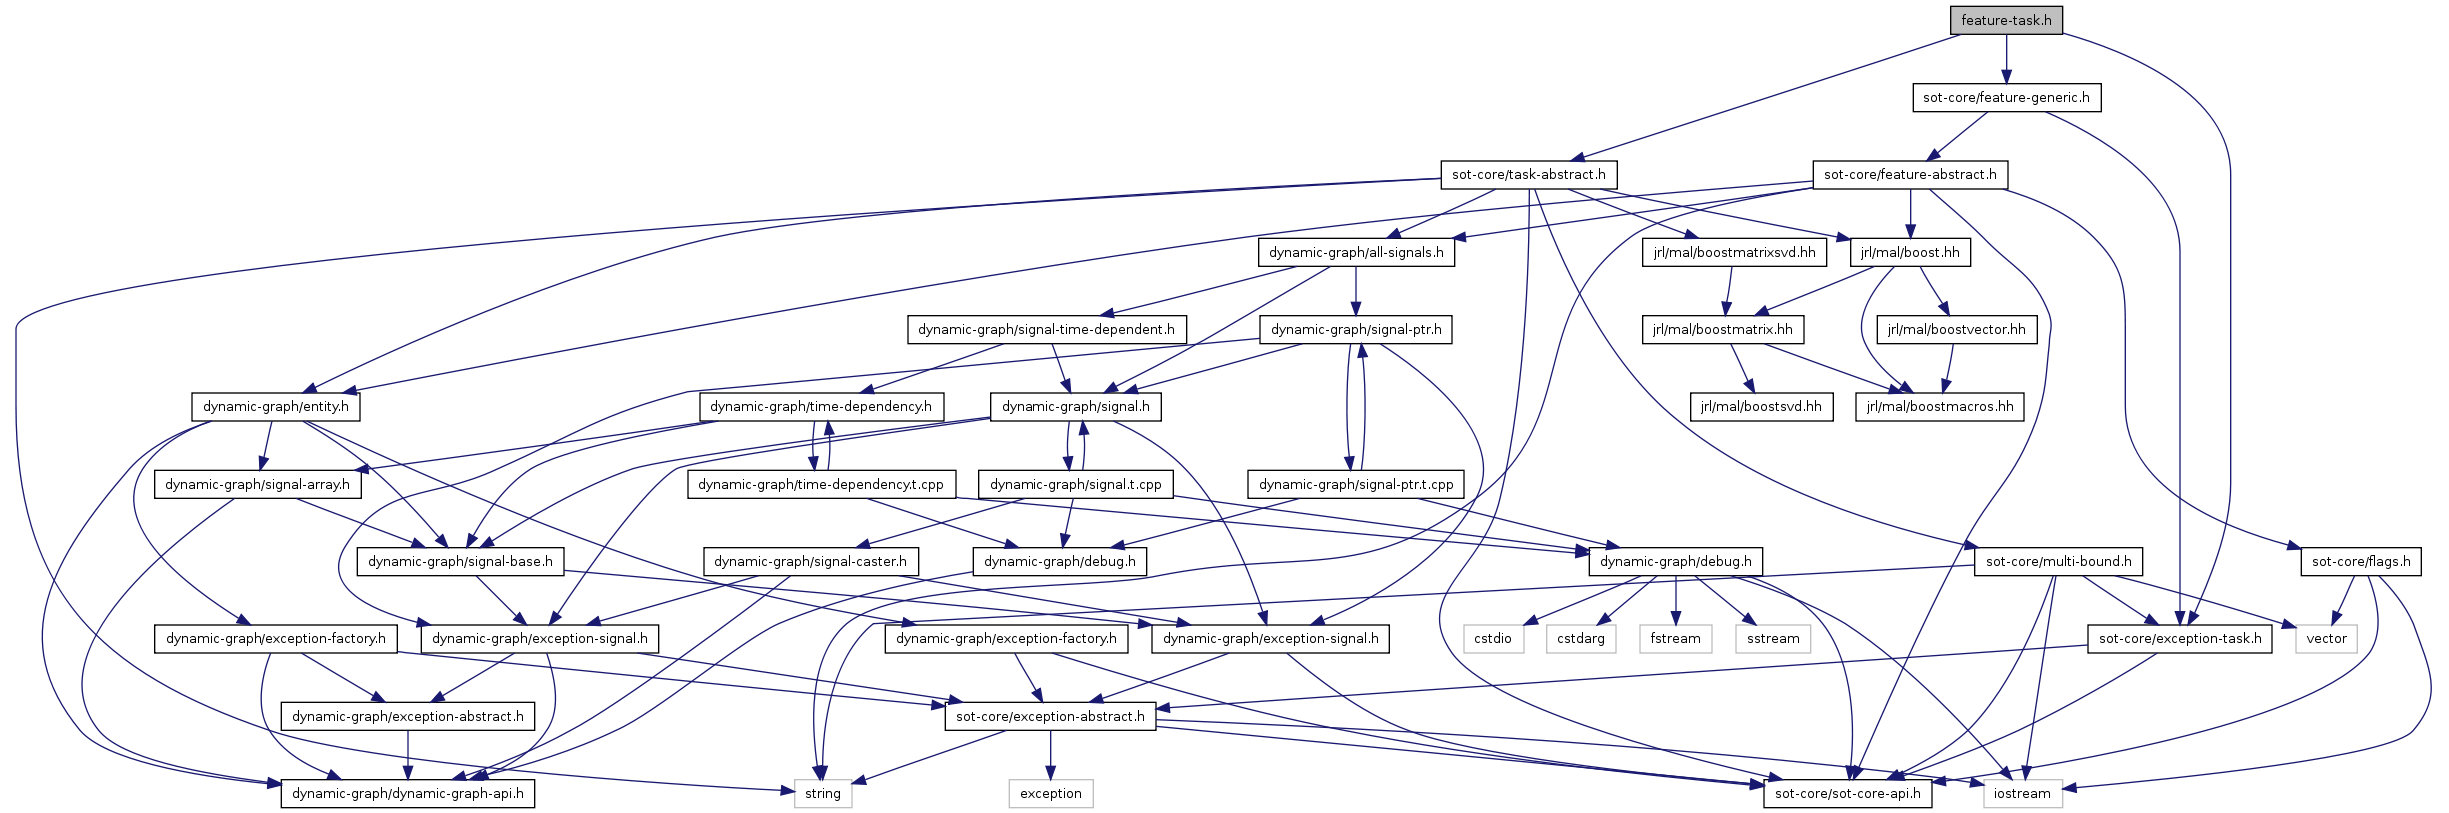 feature-task.h
sot-core/feature-generic.h
sot-core/task-abstract.h
sot-core/feature-abstract.h
dynamic-graph/all-signals.h
jrl/mal/boostmatrixsvd.hh
jrl/mal/boost.hh
dynamic-graph/signal-time-dependent.h
dynamic-graph/signal-ptr.h
jrl/mal/boostmatrix.hh
jrl/mal/boostvector.hh
dynamic-graph/entity.h
dynamic-graph/time-dependency.h
dynamic-graph/signal.h
jrl/mal/boostsvd.hh
jrl/mal/boostmacros.hh
dynamic-graph/signal-array.h
dynamic-graph/time-dependency.t.cpp
dynamic-graph/signal.t.cpp
dynamic-graph/signal-ptr.t.cpp
dynamic-graph/signal-base.h
dynamic-graph/signal-caster.h
dynamic-graph/debug.h
dynamic-graph/debug.h
sot-core/multi-bound.h
sot-core/flags.h
dynamic-graph/exception-factory.h
dynamic-graph/exception-signal.h
dynamic-graph/exception-factory.h
dynamic-graph/exception-signal.h
cstdio
cstdarg
fstream
sstream
sot-core/exception-task.h
vector
dynamic-graph/exception-abstract.h
sot-core/exception-abstract.h
dynamic-graph/dynamic-graph-api.h
string
exception
sot-core/sot-core-api.h
iostream